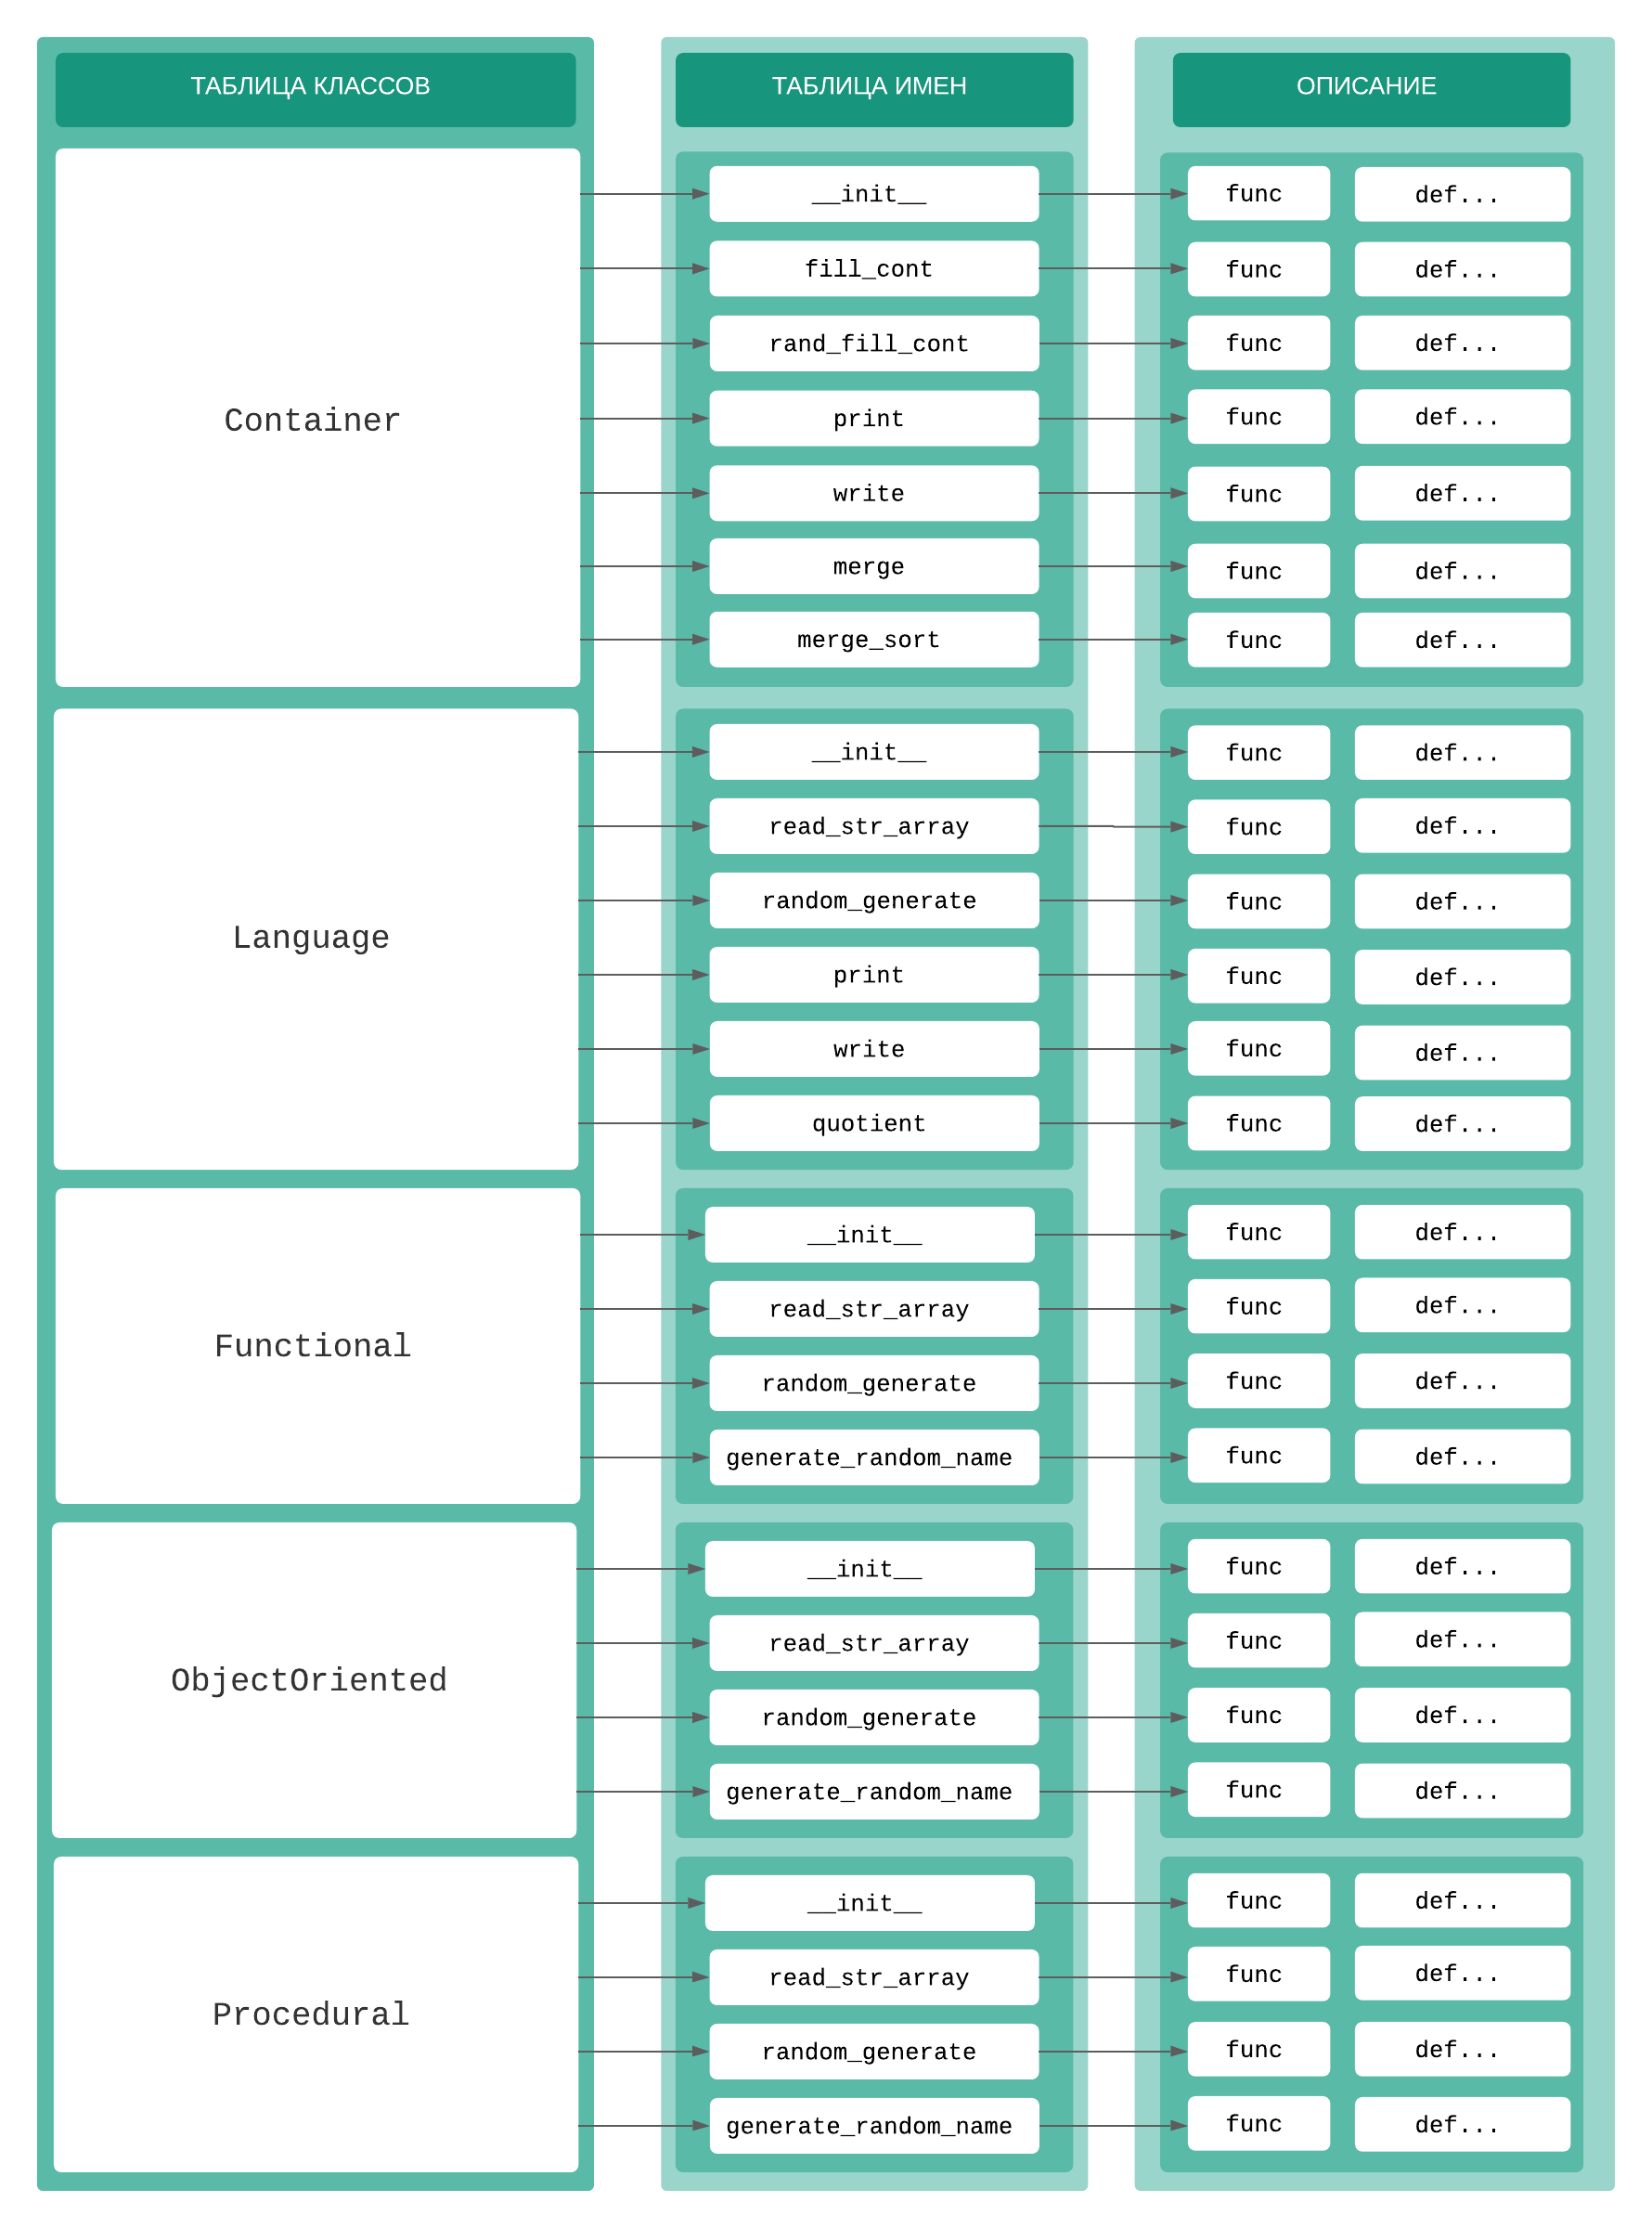 ТАБЛИЦА КЛАССОВ
ТАБЛИЦА ИМЕН
ОПИСАНИЕ
Container
__init__
func
def...
fill_cont
func
def...
rand_fill_cont
func
def...
print
func
def...
write
func
def...
merge
func
def...
merge_sort
func
def...
Language
__init__
func
def...
read_str_array
func
def...
random_generate
func
def...
print
func
def...
write
func
def...
quotient
func
def...
Functional
__init__
func
def...
read_str_array
func
def...
random_generate
func
def...
generate_random_name
func
def...
ObjectOriented
__init__
func
def...
read_str_array
func
def...
random_generate
func
def...
generate_random_name
func
def...
Procedural
__init__
func
def...
read_str_array
func
def...
random_generate
func
def...
generate_random_name
func
def...